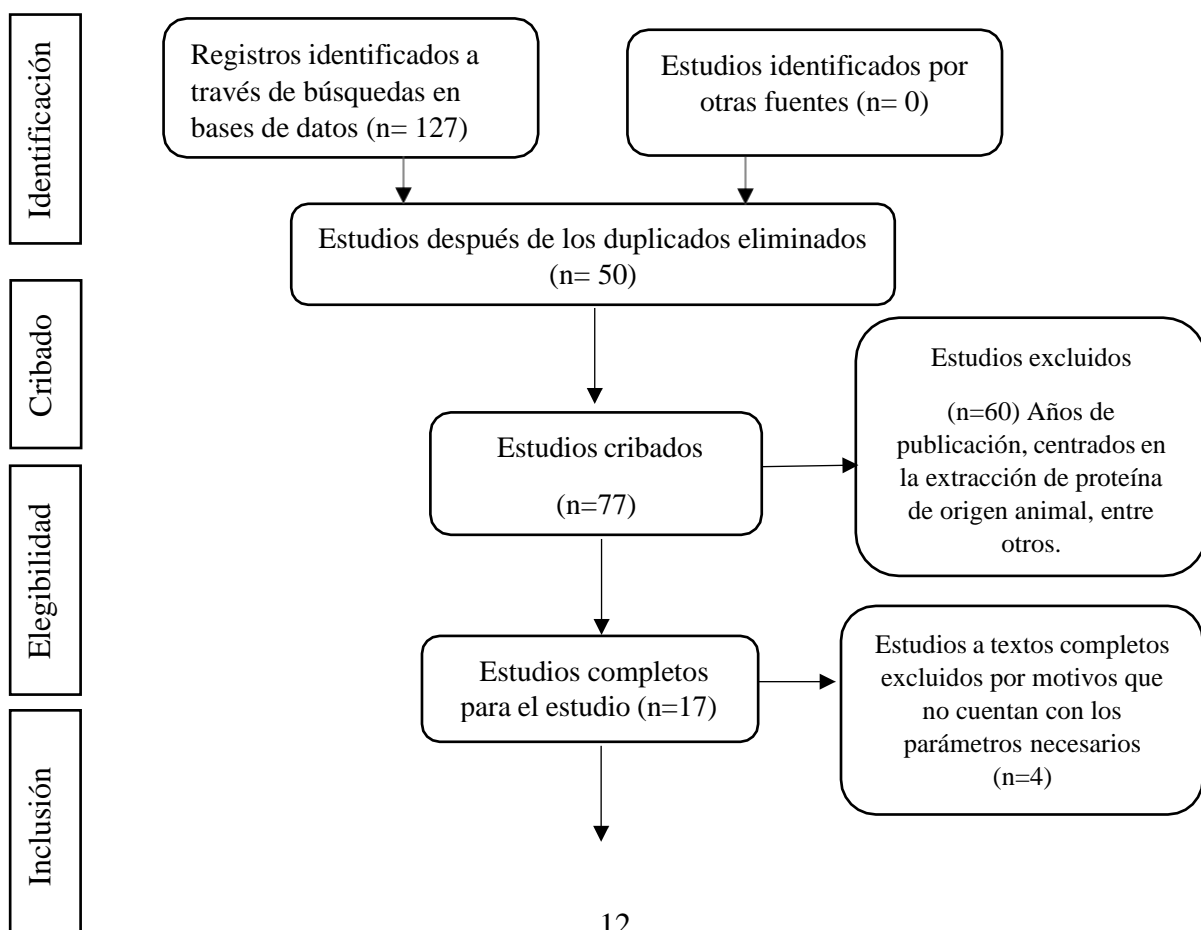 Identificación
Registros identificados a
través de búsquedas en
bases de datos (n= 127)
Estudios identificados por
otras fuentes (n= 0)
Estudios después de los duplicados eliminados
(n= 50)
Cribado
Estudios cribados
(n=77)
Estudios excluidos
(n=60) Años de
publicación, centrados en
la extracción de proteína
de origen animal, entre
otros.
Elegibilidad
Estudios completos
para el estudio (n=17)
Estudios a textos completos
excluidos por motivos que
no cuentan con los
parámetros necesarios
(n=4)
Inclusión
12